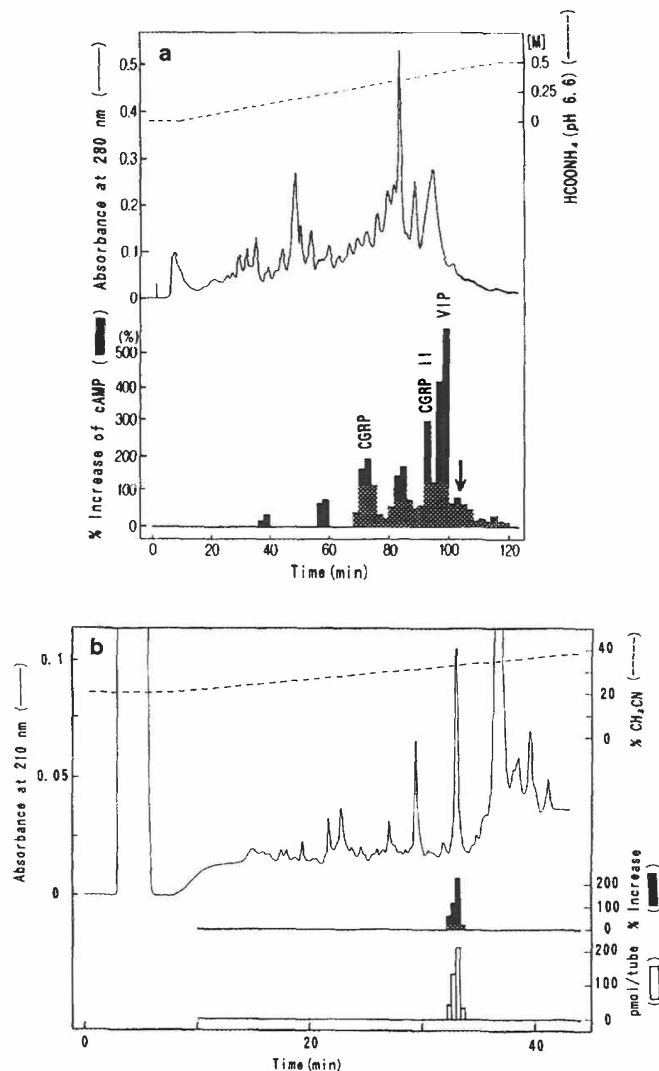 a
[M]
0.5
0.4
0.3
0.2
0.1
0
Absorbance at 280 nm (——)
0.5
0.25
0
HCOONH₄ (pH 6.6) (-----)
(%)
500
400
300
200
100
0
% Increase of cAMP (■)
CGRP
CGRP II
VIP
0 20 40 60 80 100 120
Time(min)
b
0.1
0.05
0
Absorbance at 210 nm (——)
40
20
0
% CH₃CN (-----)
200
100
0
% Increase (■)
200
100
0
pmol/tube (□)
0 20 40
Time(min)